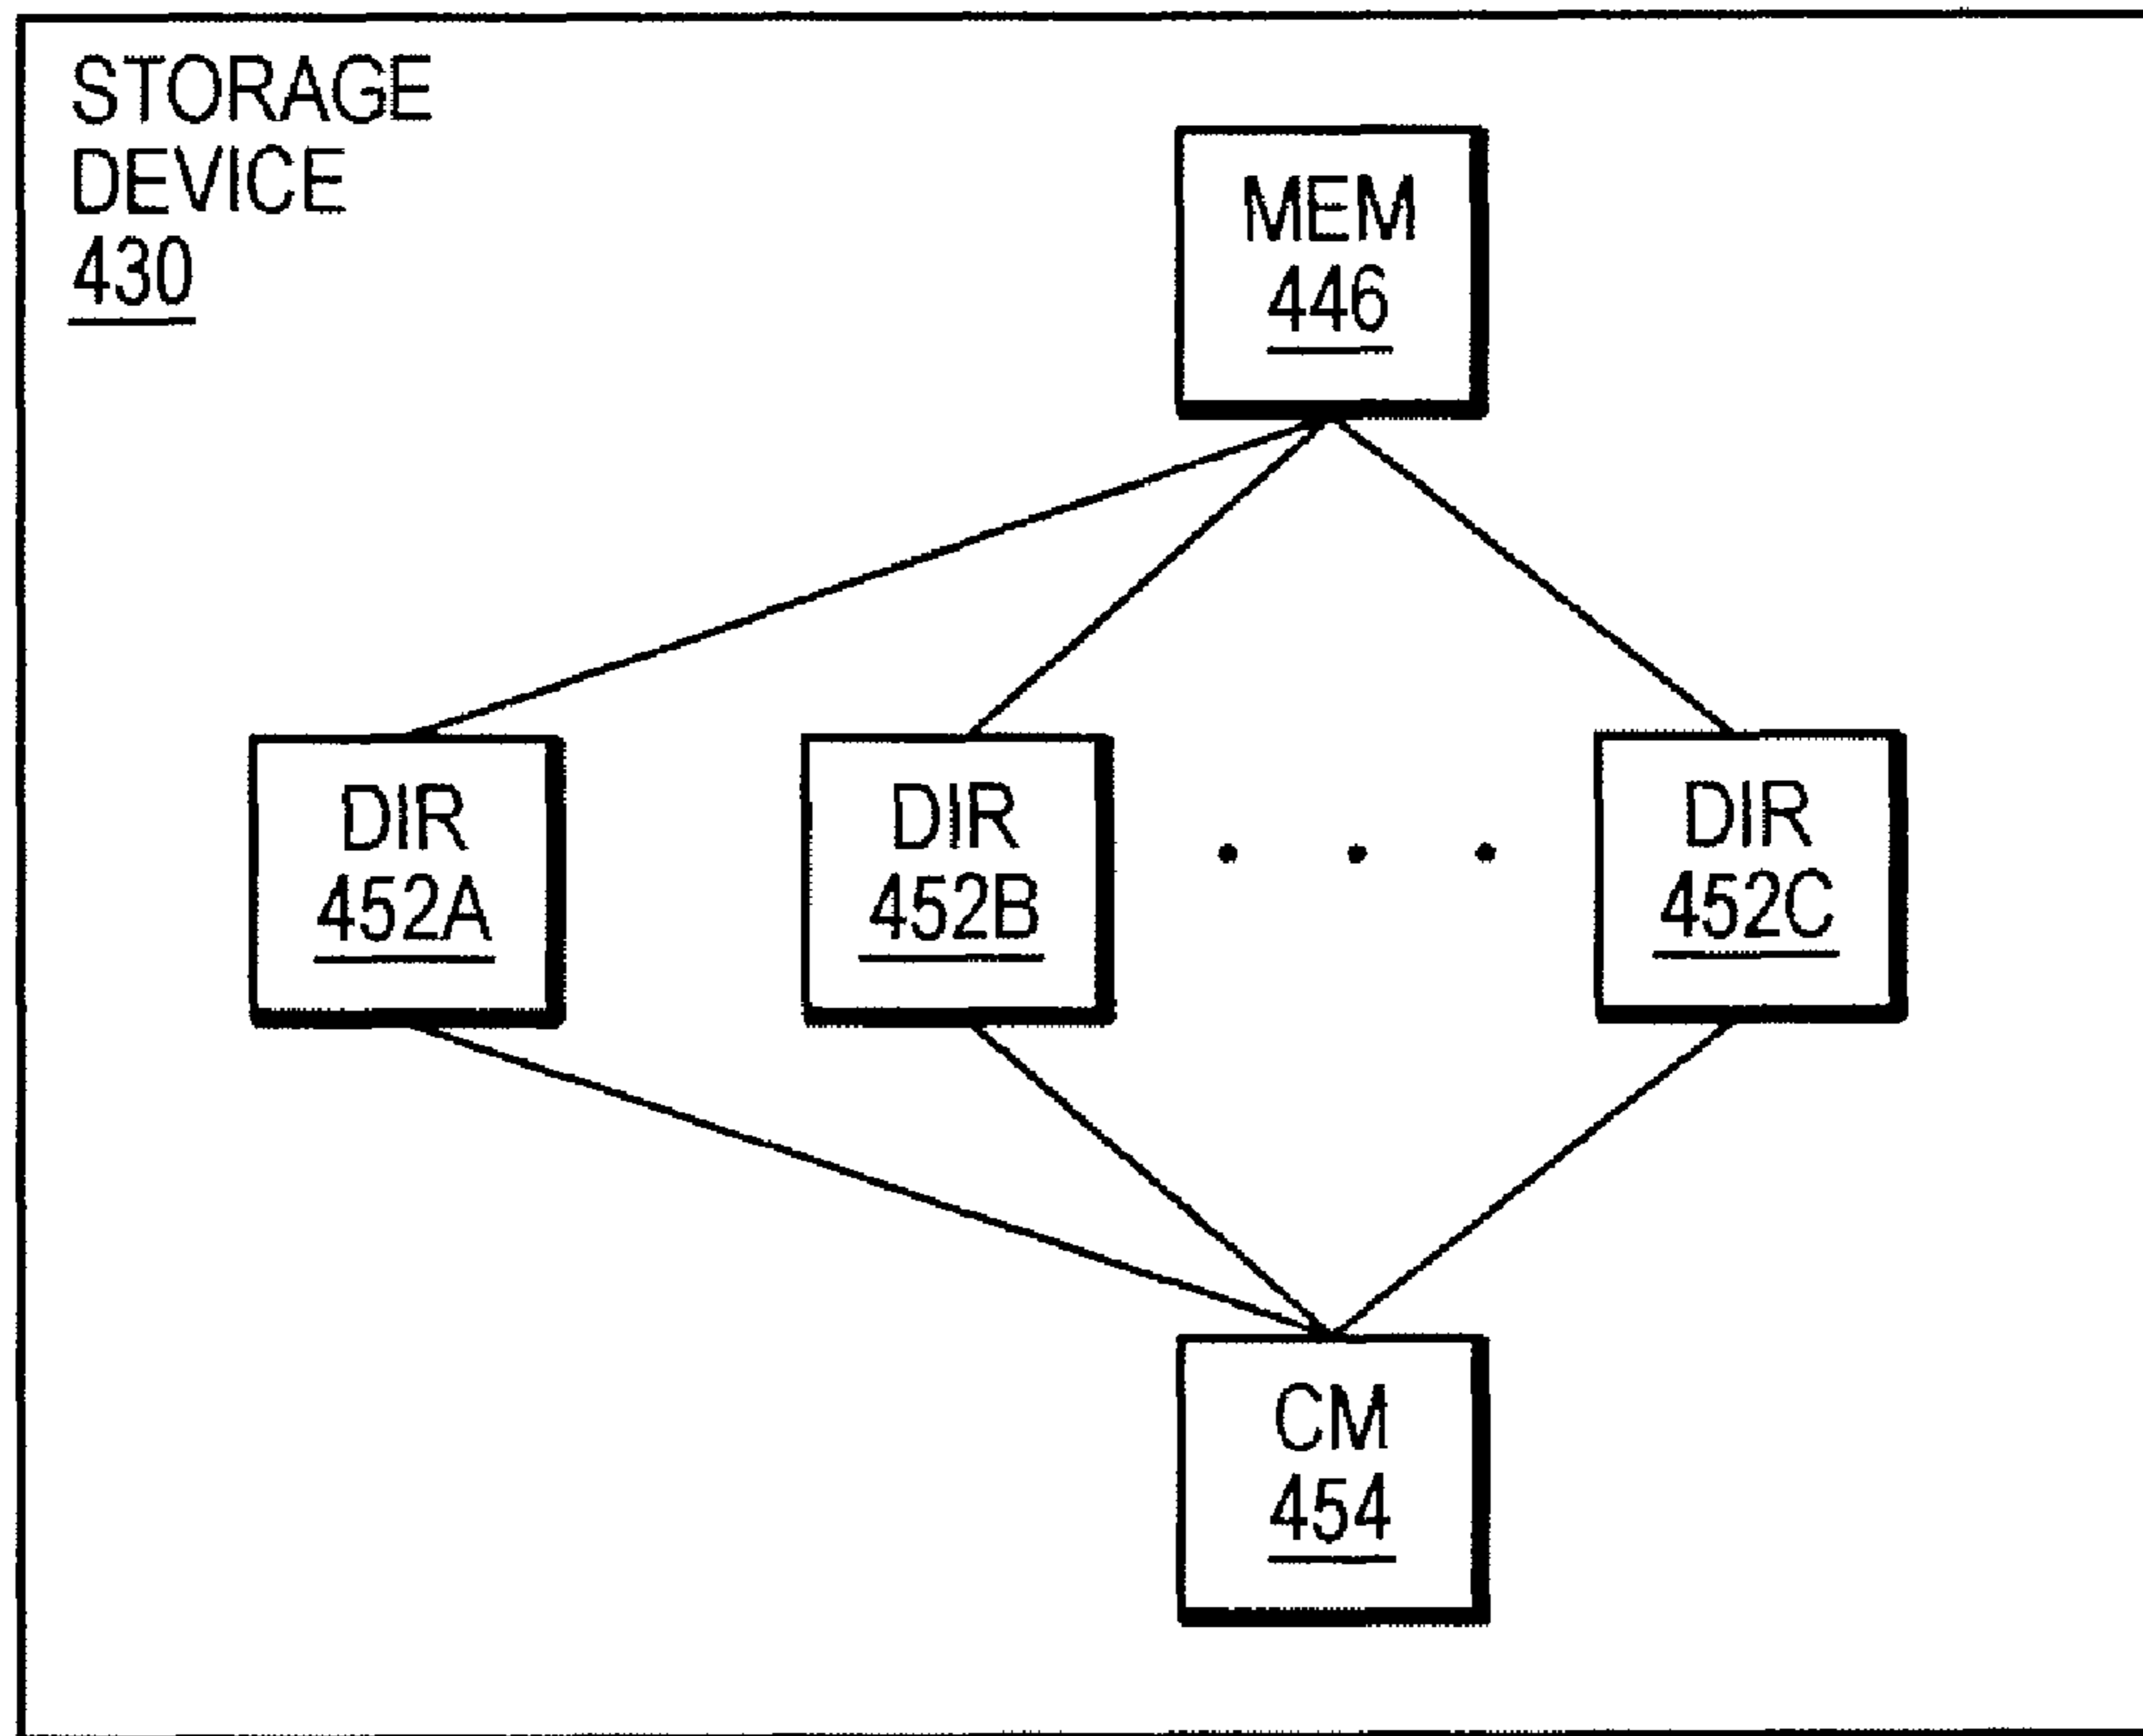 STORAGE
DEVICE
430
MEM
446
DIR
452A
DIR
452B
. . .
DIR
452C
CM
454